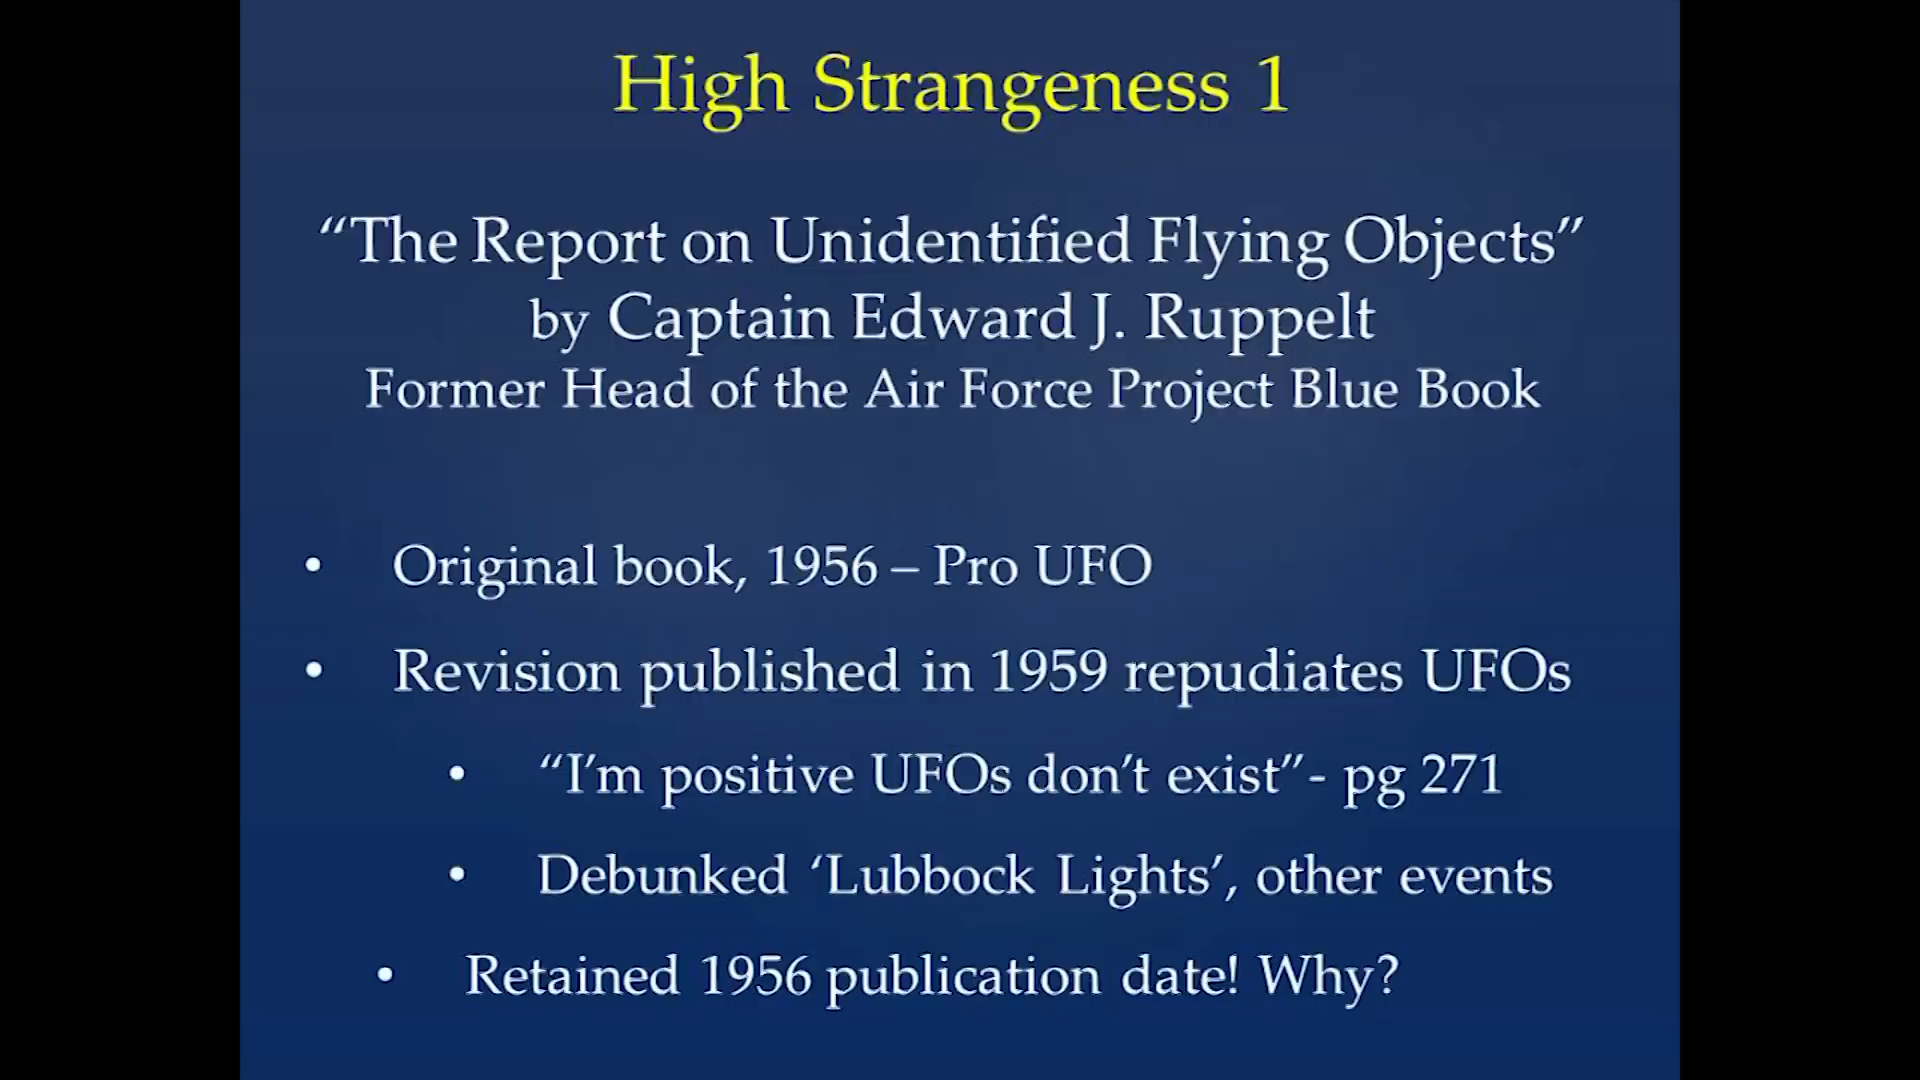 High Strangeness 1
“The Report on Unidentified Flying Objects”
by Captain Edward J. Ruppelt
Former Head of the Air Force Project Blue Book
• Original book, 1956 – Pro UFO
• Revision published in 1959 repudiates UFOs
• “I’m positive UFOs don’t exist”- pg 271
• Debunked ‘Lubbock Lights’, other events
• Retained 1956 publication date! Why?